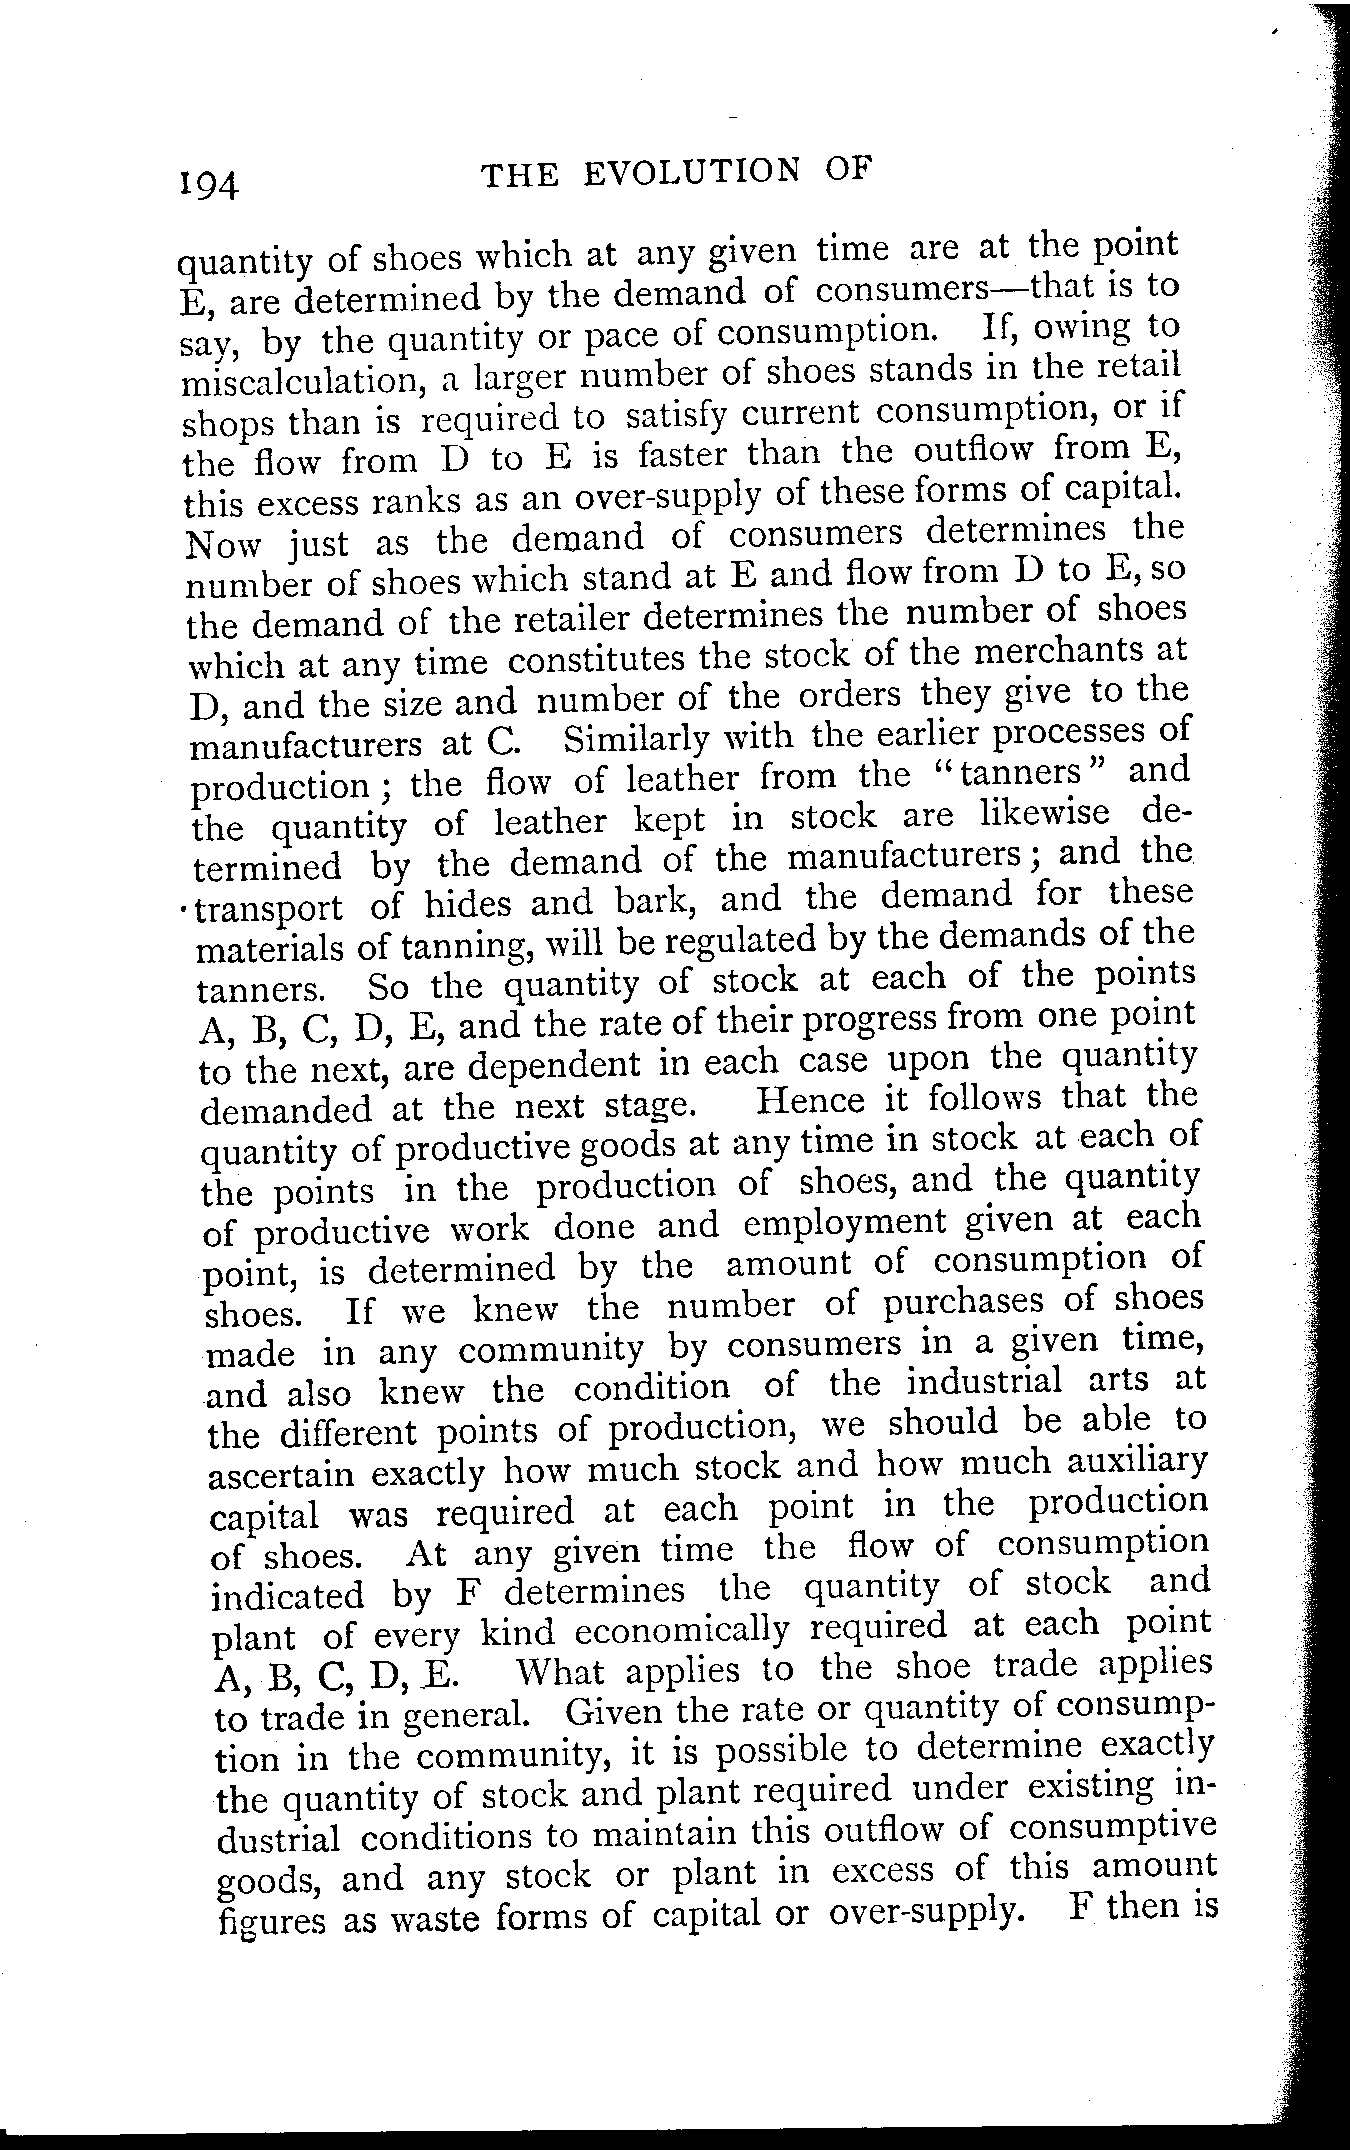 194 THE EVOLUTION OF
quantity of shoes which at any given time are at the point
E, are determined by the demand of consumers—that is to
say, by the quantity or pace of consumption. If, owing to
miscalculation, a larger number of shoes stands in the retail
shops than is required to satisfy current consumption, or if
the flow from D to E is faster than the outflow from E,
this excess ranks as an over-supply of these forms of capital.
Now just as the demand of consumers determines the
number of shoes which stand at E and flow from D to E, so
the demand of the retailer determines the number of shoes
which at any time constitutes the stock of the merchants at
D, and the size and number of the orders they give to the
manufacturers at C. Similarly with the earlier processes of
production; the flow of leather from the "tanners" and
the quantity of leather kept in stock are likewise de-
termined by the demand of the manufacturers; and the
transport of hides and bark, and the demand for these
materials of tanning, will be regulated by the demands of the
tanners. So the quantity of stock at each of the points
A, B, C, D, E, and the rate of their progress from one point
to the next, are dependent in each case upon the quantity
demanded at the next stage. Hence it follows that the
quantity of productive goods at any time in stock at each of
the points in the production of shoes, and the quantity
of productive work done and employment given at each
point, is determined by the amount of consumption of
shoes. If we knew the number of purchases of shoes
made in any community by consumers in a given time,
and also knew the condition of the industrial arts at
the different points of production, we should be able to
ascertain exactly how much stock and how much auxiliary
capital was required at each point in the production
of shoes. At any given time the flow of consumption
indicated by F determines the quantity of stock and
plant of every kind economically required at each point
A, B, C, D, E. What applies to the shoe trade applies
to trade in general. Given the rate or quantity of consump-
tion in the community, it is possible to determine exactly
the quantity of stock and plant required under existing in-
dustrial conditions to maintain this outflow of consumptive
goods, and any stock or plant in excess of this amount
figures as waste forms of capital or over-supply. F then is